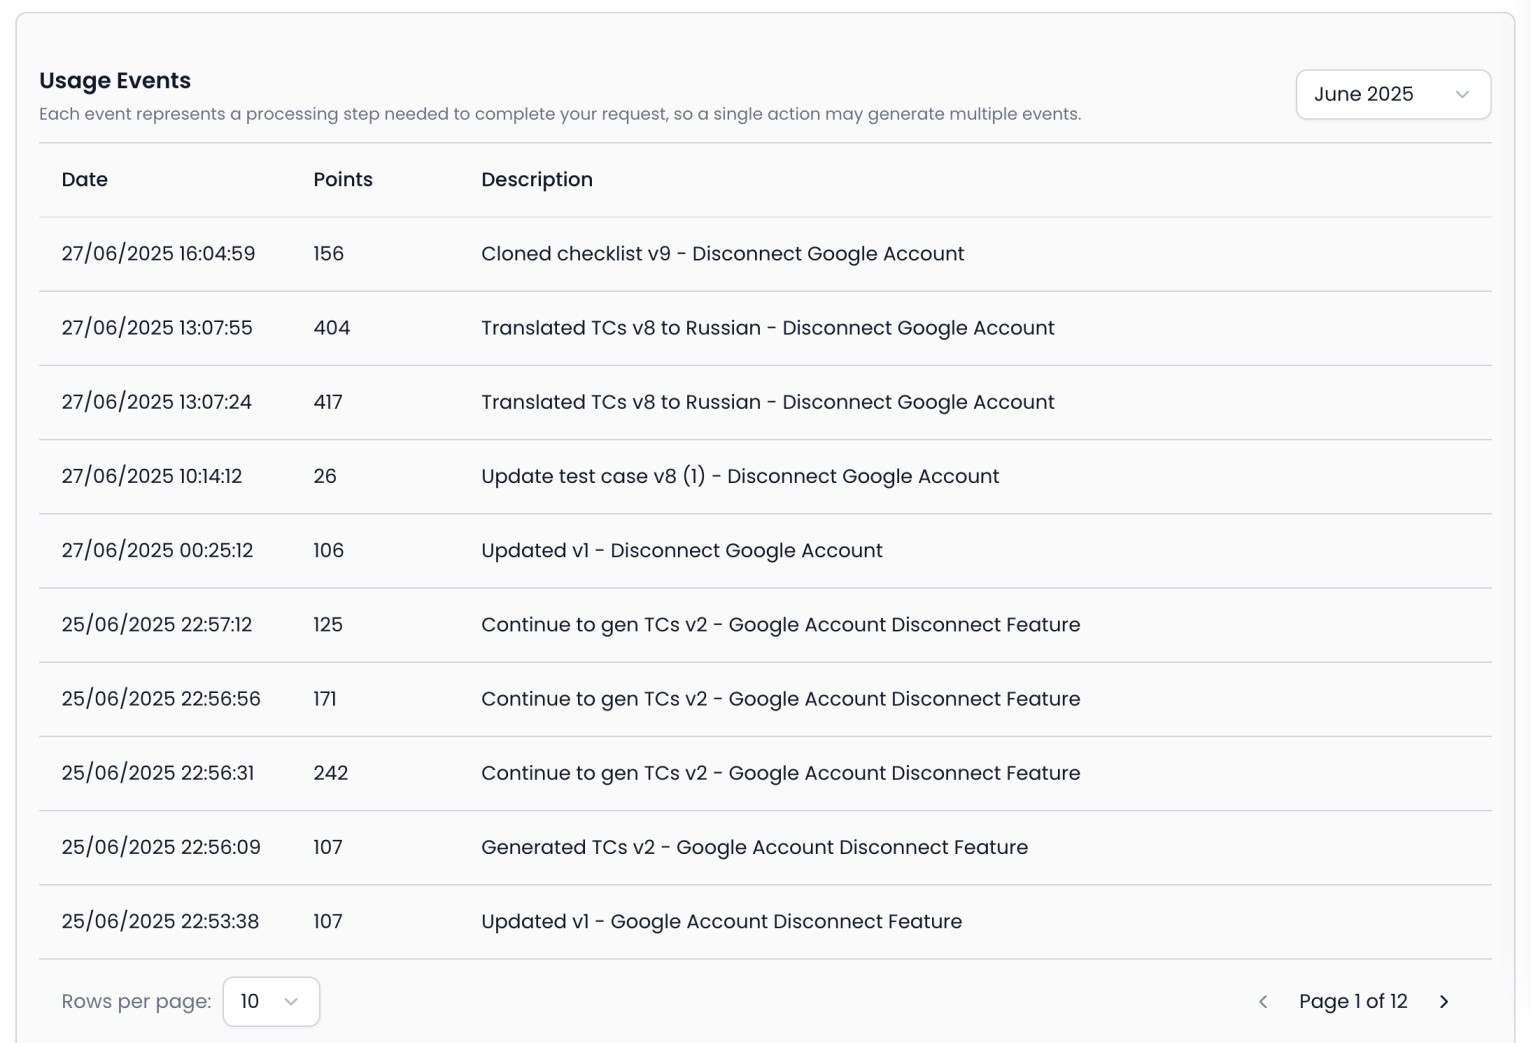 Usage Events
Each event represents a processing step needed to complete your request, so a single action may generate multiple events.
June 2025
Date Points Description
27/06/2025 16:04:59 156 Cloned checklist v9 - Disconnect Google Account
27/06/2025 13:07:55 404 Translated TCs v8 to Russian - Disconnect Google Account
27/06/2025 13:07:24 417 Translated TCs v8 to Russian - Disconnect Google Account
27/06/2025 10:14:12 26 Update test case v8 (1) - Disconnect Google Account
27/06/2025 00:25:12 106 Updated v1 - Disconnect Google Account
25/06/2025 22:57:12 125 Continue to gen TCs v2 - Google Account Disconnect Feature
25/06/2025 22:56:56 171 Continue to gen TCs v2 - Google Account Disconnect Feature
25/06/2025 22:56:31 242 Continue to gen TCs v2 - Google Account Disconnect Feature
25/06/2025 22:56:09 107 Generated TCs v2 - Google Account Disconnect Feature
25/06/2025 22:53:38 107 Updated v1 - Google Account Disconnect Feature
Rows per page: 10 Page 1 of 12